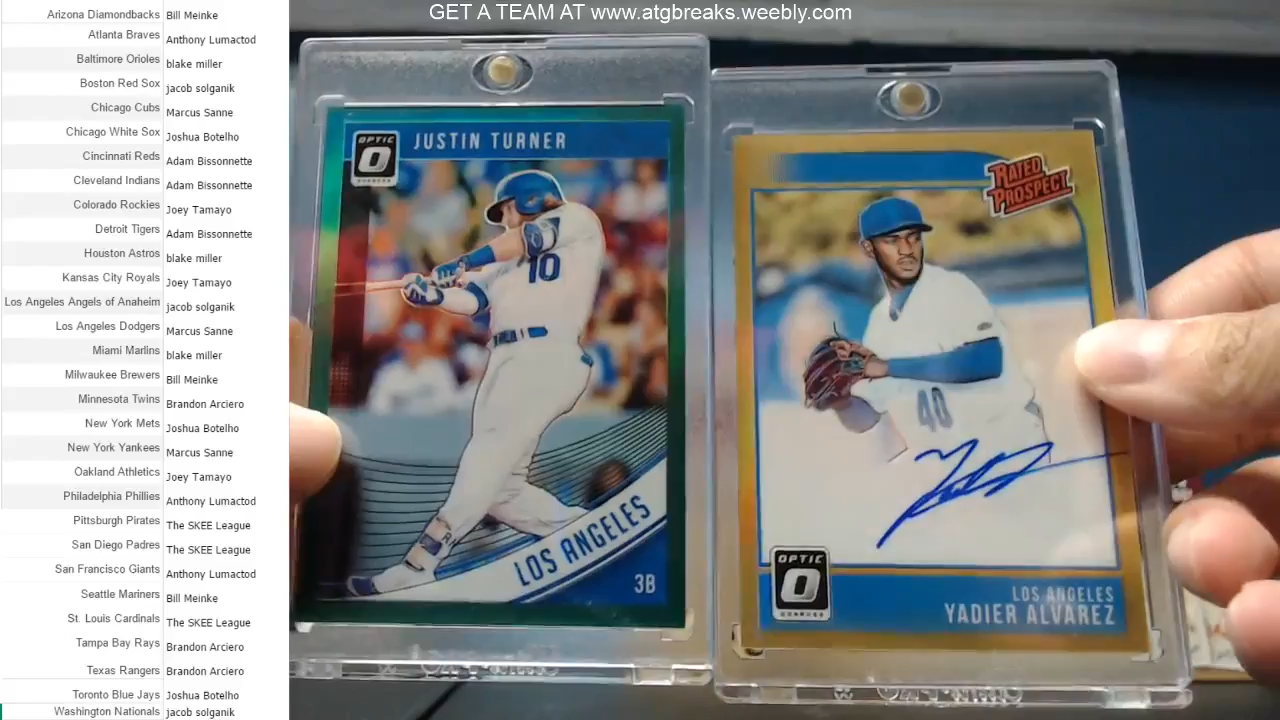 GET A TEAM AT www.atgbreaks.weebly.com
Arizona Diamondbacks Bill Meinke
Atlanta Braves Anthony Lumactod
Baltimore Orioles blake miller
Boston Red Sox jacob solganik
Chicago Cubs Marcus Sanne
Chicago White Sox Joshua Botelho
Cincinnati Reds Adam Bissonnette
Cleveland Indians Adam Bissonnette
Colorado Rockies Joey Tamayo
Detroit Tigers Adam Bissonnette
Houston Astros blake miller
Kansas City Royals Joey Tamayo
Los Angeles Angels of Anaheim jacob solganik
Los Angeles Dodgers Marcus Sanne
Miami Marlins blake miller
Milwaukee Brewers Bill Meinke
Minnesota Twins Brandon Arciero
New York Mets Joshua Botelho
New York Yankees Marcus Sanne
Oakland Athletics Joey Tamayo
Philadelphia Phillies Anthony Lumactod
Pittsburgh Pirates The SKEE League
San Diego Padres The SKEE League
San Francisco Giants Anthony Lumactod
Seattle Mariners Bill Meinke
St. Louis Cardinals The SKEE League
Tampa Bay Rays Brandon Arciero
Texas Rangers Brandon Arciero
Toronto Blue Jays Joshua Botelho
Washington Nationals jacob solganik
OPTIC
DONRUSS
JUSTIN TURNER
10
LOS ANGELES
3B
RATED
PROSPECT
40
OPTIC
DONRUSS
LOS ANGELES
YADIER ALVAREZ